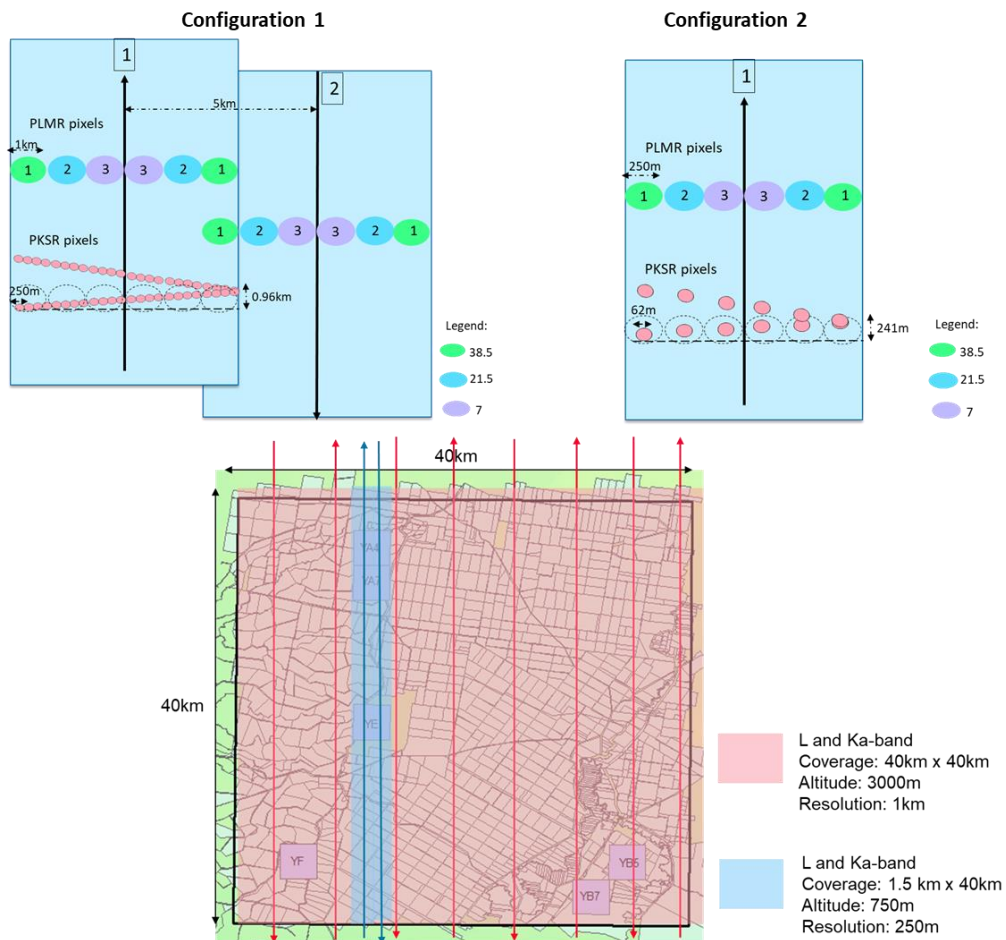 Configuration 1
Configuration 2
1
2
5km
PLMR pixels
1km
1 2 3 3 2 1
1 2 3 3 2 1
PKSR pixels
250m
0.96km
Legend:
38.5
21.5
7
1
PLMR pixels
250m
1 2 3 3 2 1
PKSR pixels
62m
241m
Legend:
38.5
21.5
7
40km
40km
YA4
YA7
YE
YF
YB5
YB7
L and Ka-band
Coverage: 40km x 40km
Altitude: 3000m
Resolution: 1km
L and Ka-band
Coverage: 1.5 km x 40km
Altitude: 750m
Resolution: 250m